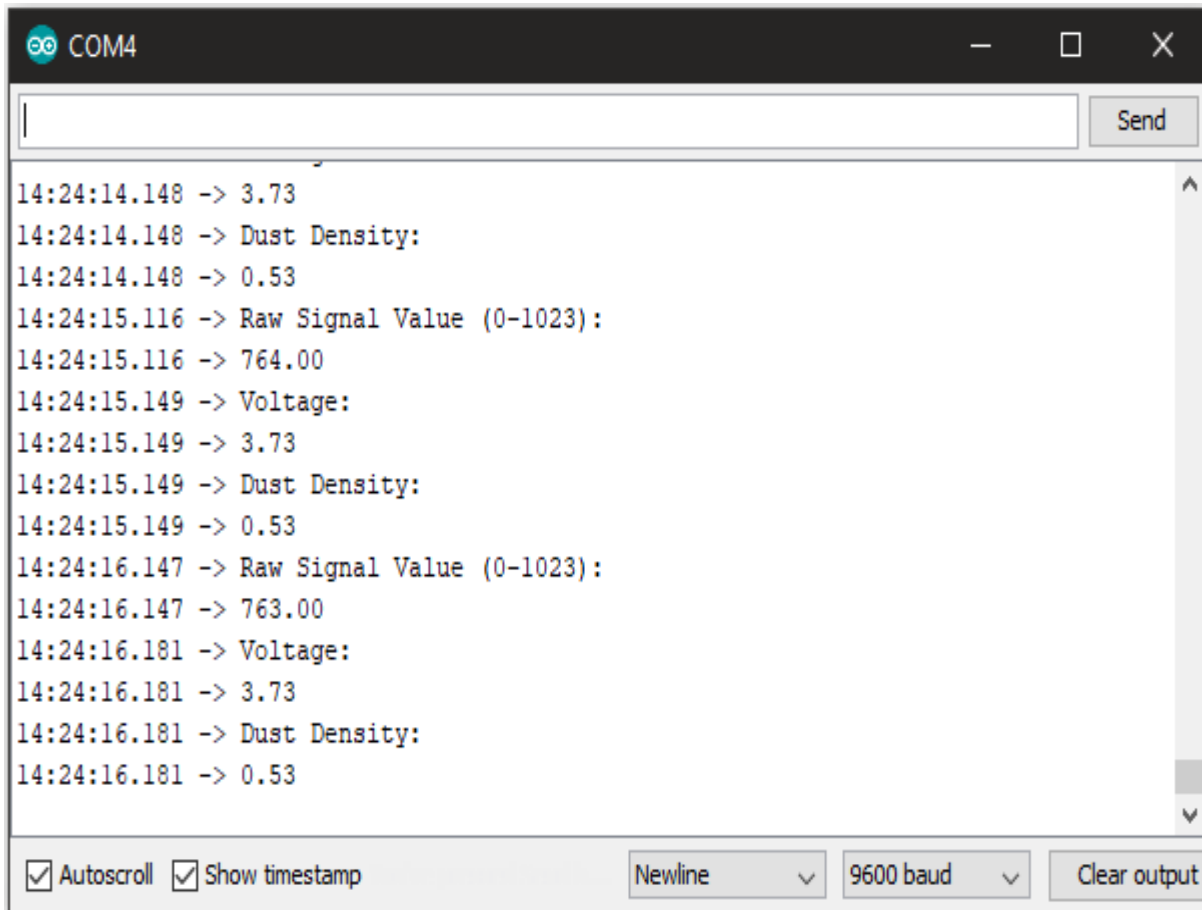 COM4
Send
14:24:14.148 -> 3.73
14:24:14.148 -> Dust Density:
14:24:14.148 -> 0.53
14:24:15.116 -> Raw Signal Value (0-1023):
14:24:15.116 -> 764.00
14:24:15.149 -> Voltage:
14:24:15.149 -> 3.73
14:24:15.149 -> Dust Density:
14:24:15.149 -> 0.53
14:24:16.147 -> Raw Signal Value (0-1023):
14:24:16.147 -> 763.00
14:24:16.181 -> Voltage:
14:24:16.181 -> 3.73
14:24:16.181 -> Dust Density:
14:24:16.181 -> 0.53
Autoscroll Show timestamp Newline 9600 baud Clear output